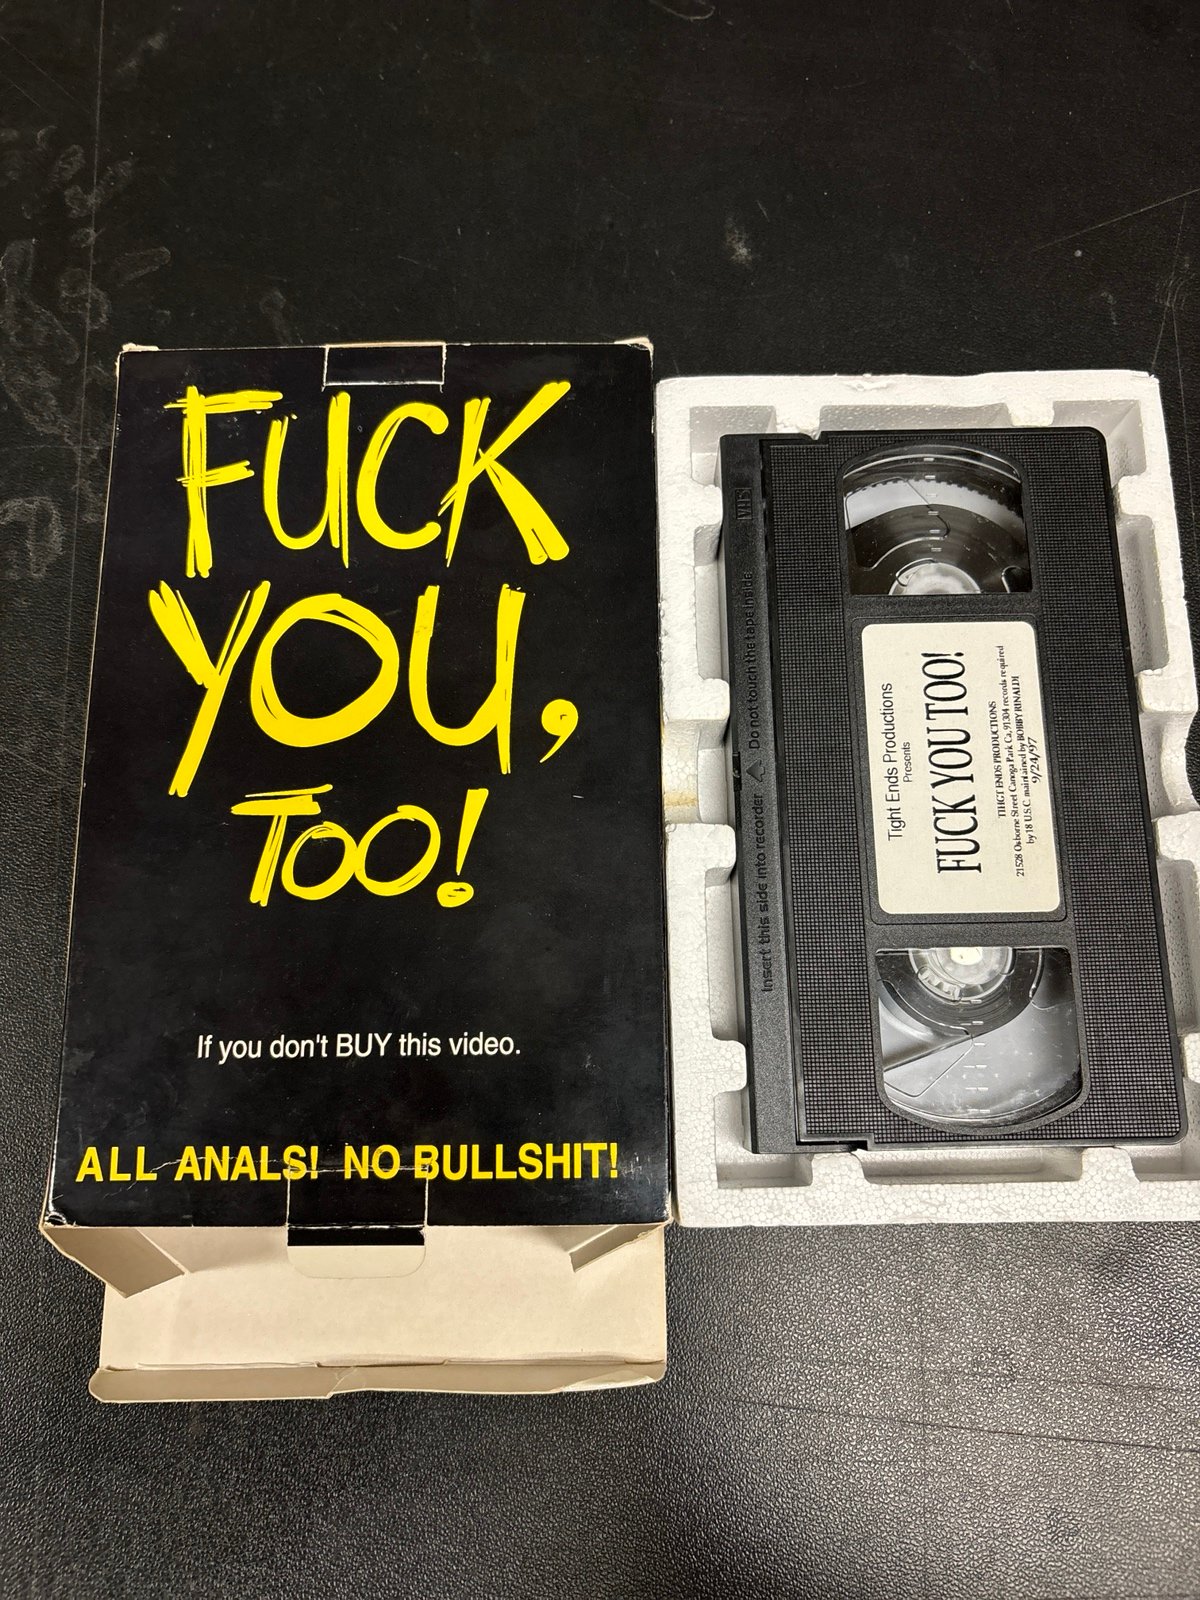 FUCK
YOU,
TOO!
If you don't BUY this video.
ALL ANALS! NO BULLSHIT!
VHS
Insert this side into recorder △ Do not touch the tape inside
Tight Ends Productions
Presents
FUCK YOU TOO!
TIHGT ENDS PRODUCTIONS
21528 Osborne Street Canoga Park Ca, 91304 records required
by 18 U.S.C. maintained by BOBBY RINALDI
9/24/97